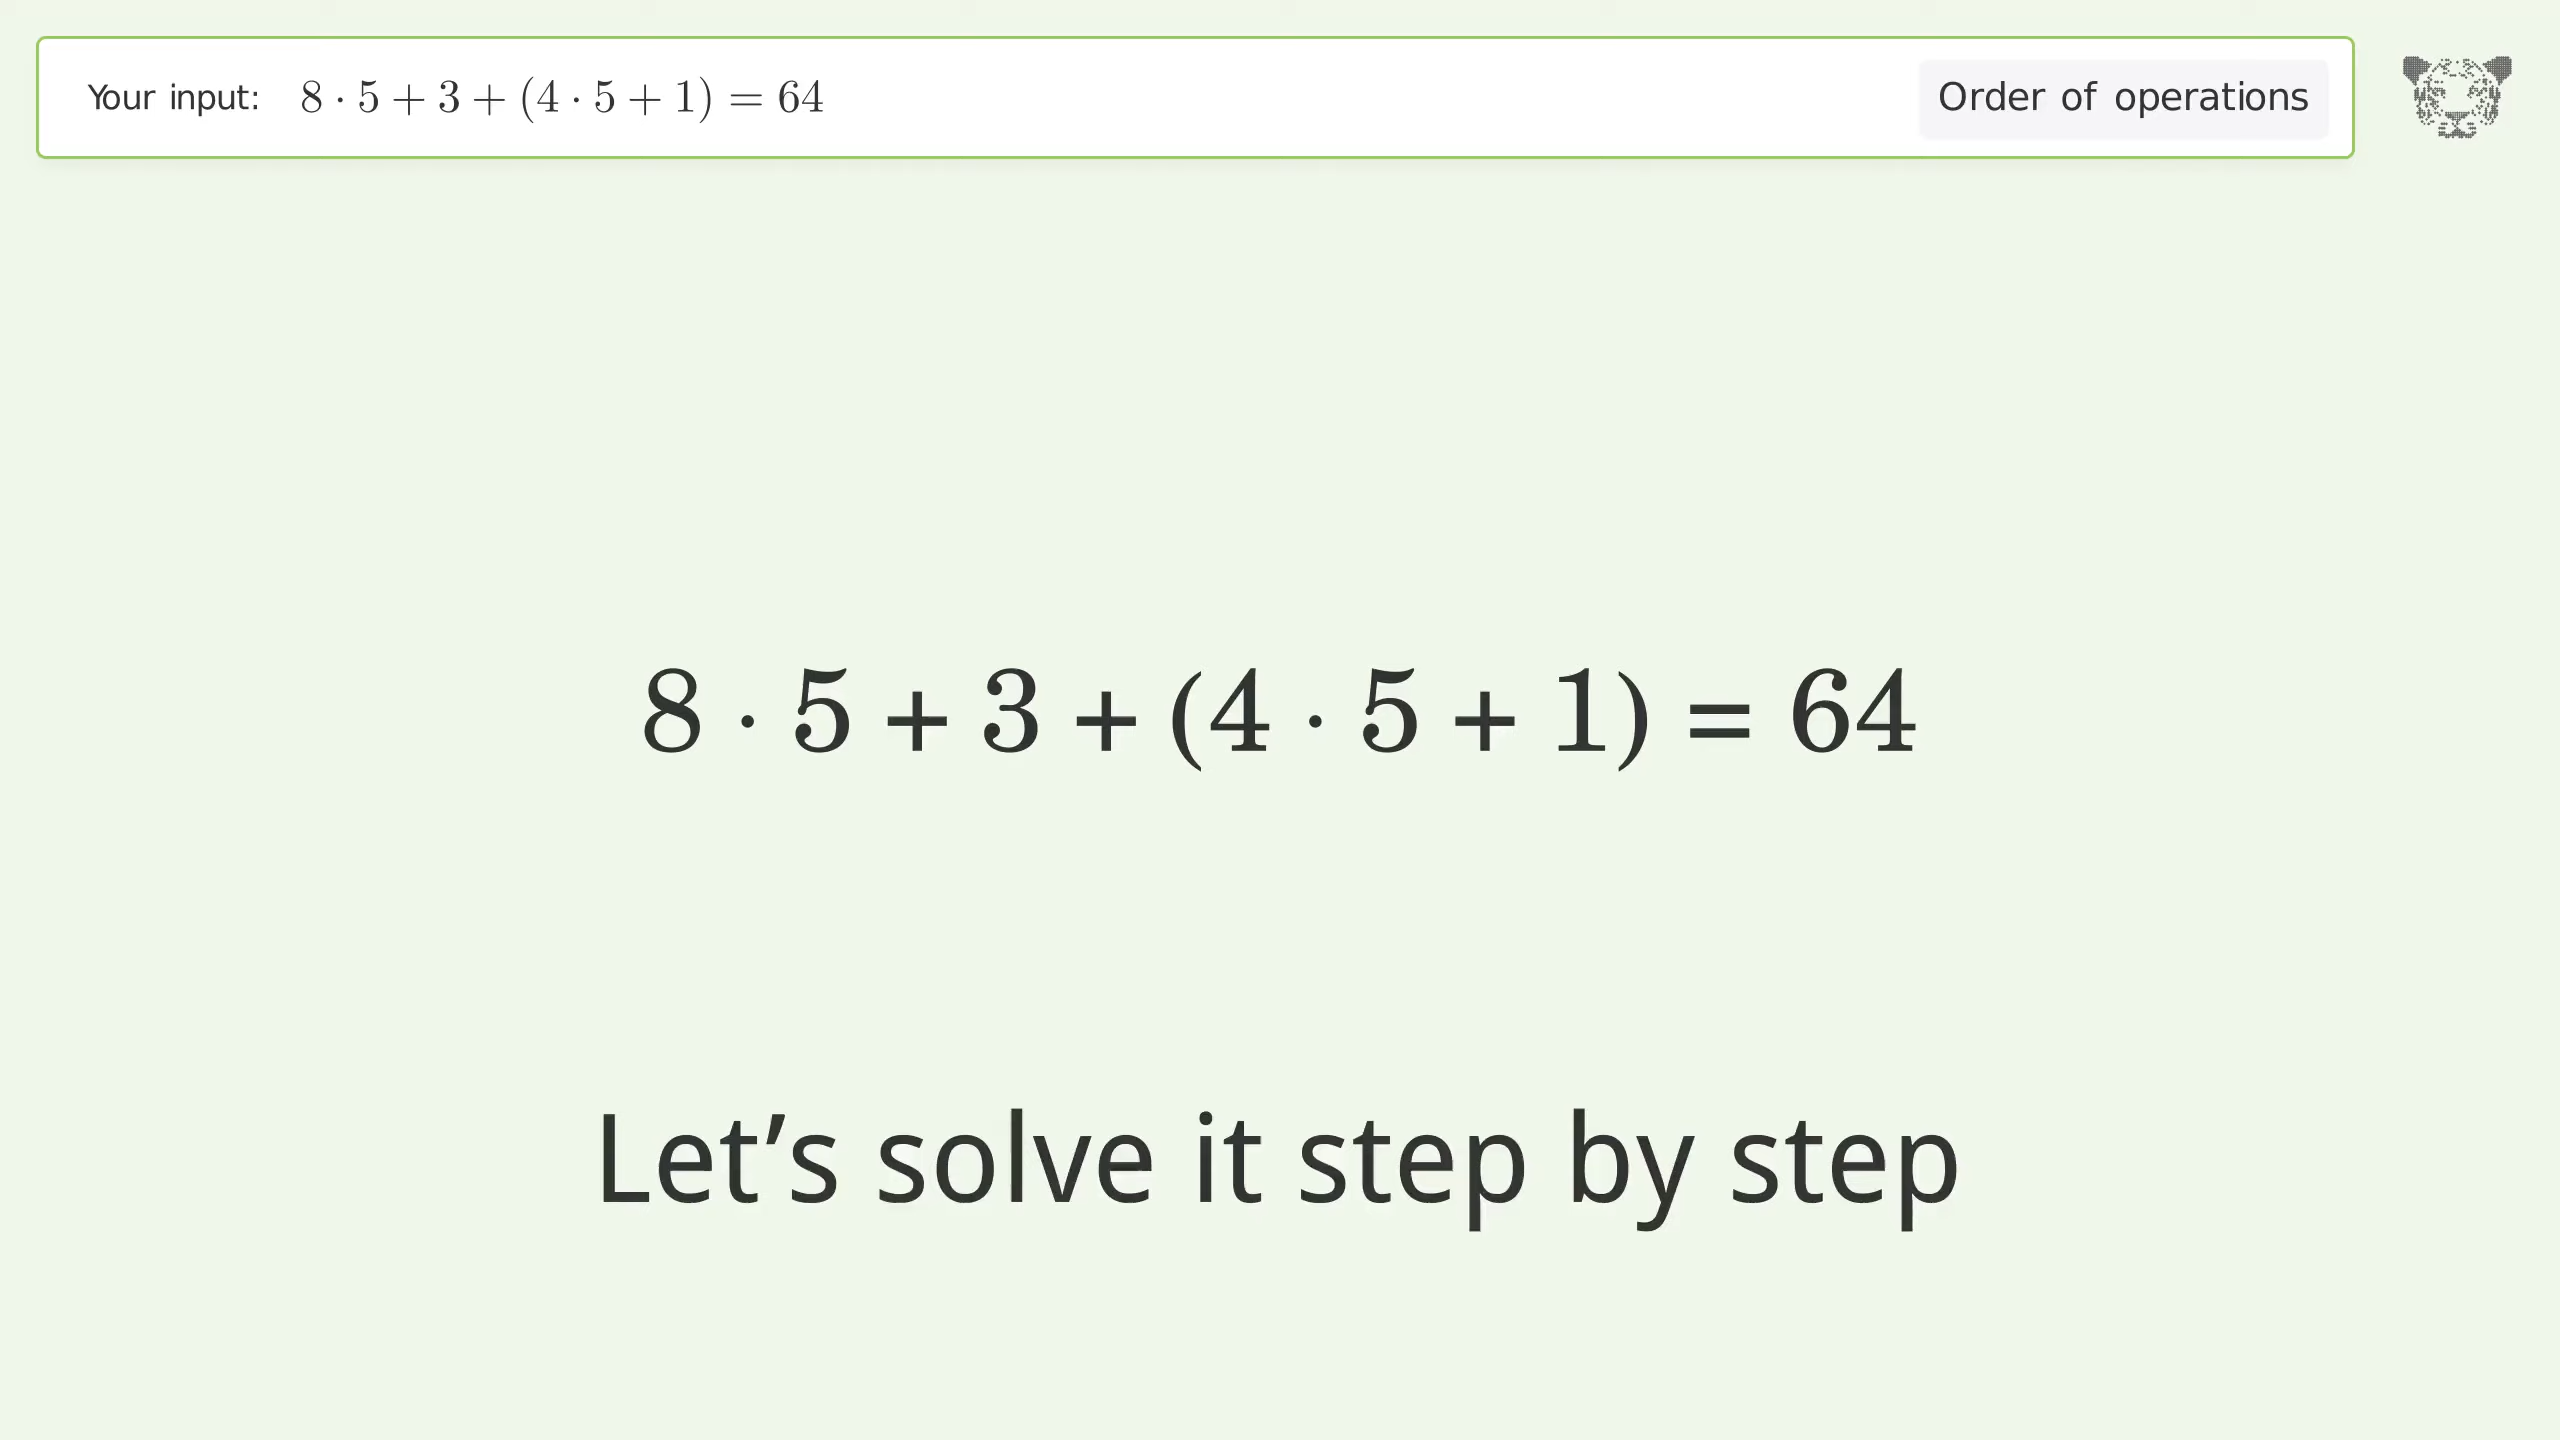 Your input: 8 · 5 + 3 + (4 · 5 + 1) = 64
Order of operations
8 · 5 + 3 + (4 · 5 + 1) = 64
Let’s solve it step by step